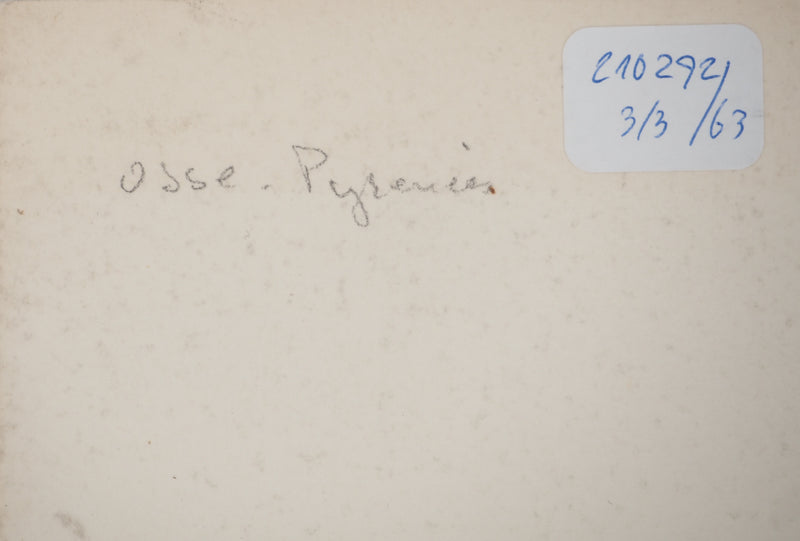 210292/
3/3 /63
Osse. Pyrenées